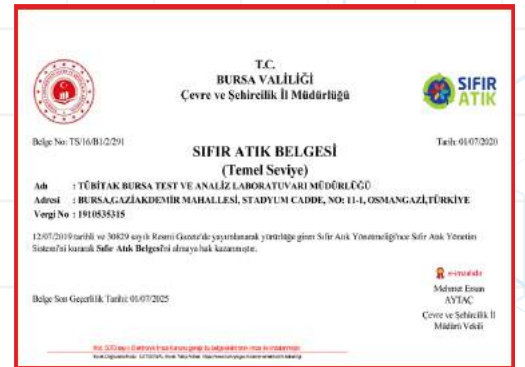 T.C.
BURSA VALİLİĞİ
Çevre ve Şehircilik İl Müdürlüğü
SIFIR
ATIK
Belge No: TS/16/B1/2/291
Tarih: 01/07/2020
SIFIR ATIK BELGESİ
(Temel Seviye)
Adı : TÜBİTAK BURSA TEST VE ANALİZ LABORATUVARI MÜDÜRLÜĞÜ
Adresi : BURSA,GAZİAKDEMİR MAHALLESİ, STADYUM CADDE, NO: 11-1, OSMANGAZİ,TÜRKİYE
Vergi No : 1910535315
12/07/2019 tarihli ve 30829 sayılı Resmi Gazete'de yayımlanarak yürürlüğe giren Sıfır Atık Yönetmeliği'nce Sıfır Atık Yönetim
Sistemi'ni kurarak Sıfır Atık Belgesi'ni almaya hak kazanmıştır.
e-imzalıdır
Mehmet Ersan
AYTAÇ
Çevre ve Şehircilik İl
Müdürü Vekili
Belge Son Geçerlilik Tarihi: 01/07/2025